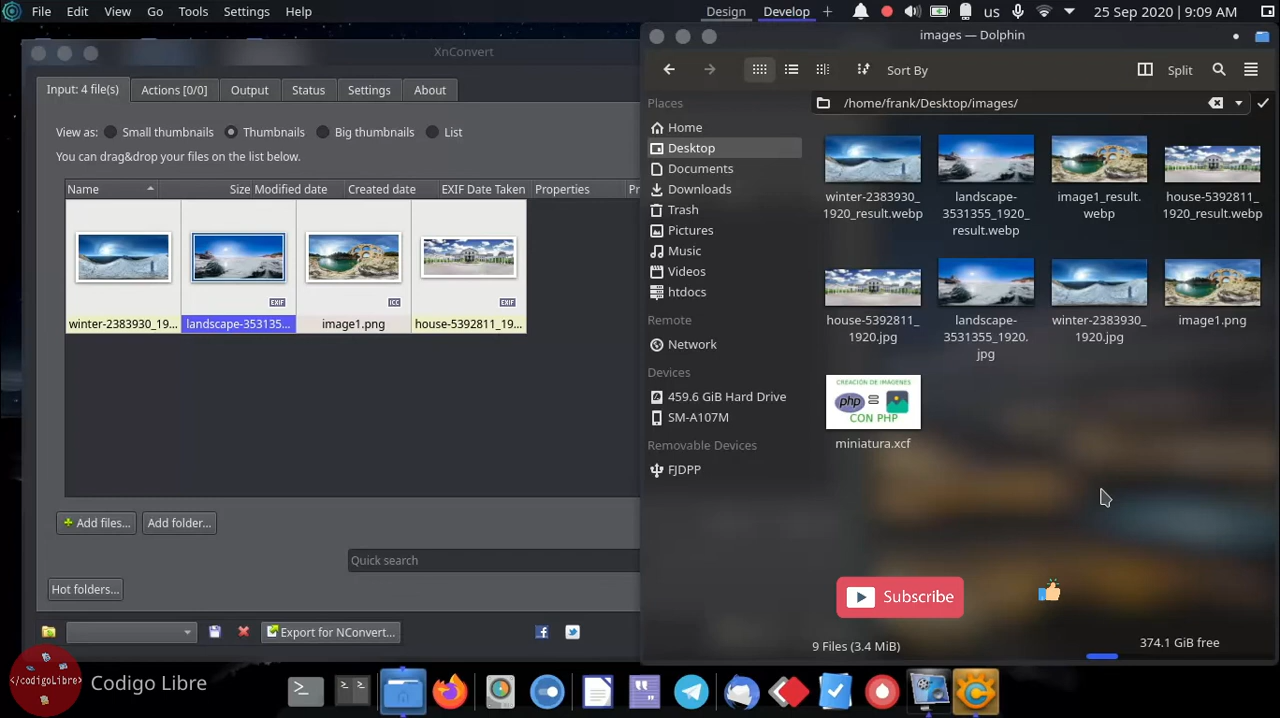 File Edit View Go Tools Settings Help
Design Develop + us 25 Sep 2020 | 9:09 AM
XnConvert
Input: 4 file(s) Actions [0/0] Output Status Settings About
View as: Small thumbnails Thumbnails Big thumbnails List
You can drag&drop your files on the list below.
Name Size Modified date Created date EXIF Date Taken Properties
EXIF ICC EXIF
winter-2383930_19... landscape-353135... image1.png house-5392811_19...
Add files... Add folder...
Quick search
Hot folders...
Export for NConvert...
images — Dolphin
Split Sort By
/home/frank/Desktop/images/
Places
Home
Desktop
Documents
Downloads
Trash
Pictures
Music
Videos
htdocs
Remote
Network
Devices
459.6 GiB Hard Drive
SM-A107M
Removable Devices
FJDPP
winter-2383930_
1920_result.webp
landscape-
3531355_1920_
result.webp
image1_result.
webp
house-5392811_
1920_result.webp
house-5392811_
1920.jpg
landscape-
3531355_1920.
jpg
winter-2383930_
1920.jpg
image1.png
CREACIÓN DE IMÁGENES
php =
CON PHP
miniatura.xcf
Subscribe
9 Files (3.4 MiB)
374.1 GiB free
</codigoLibre>
Codigo Libre